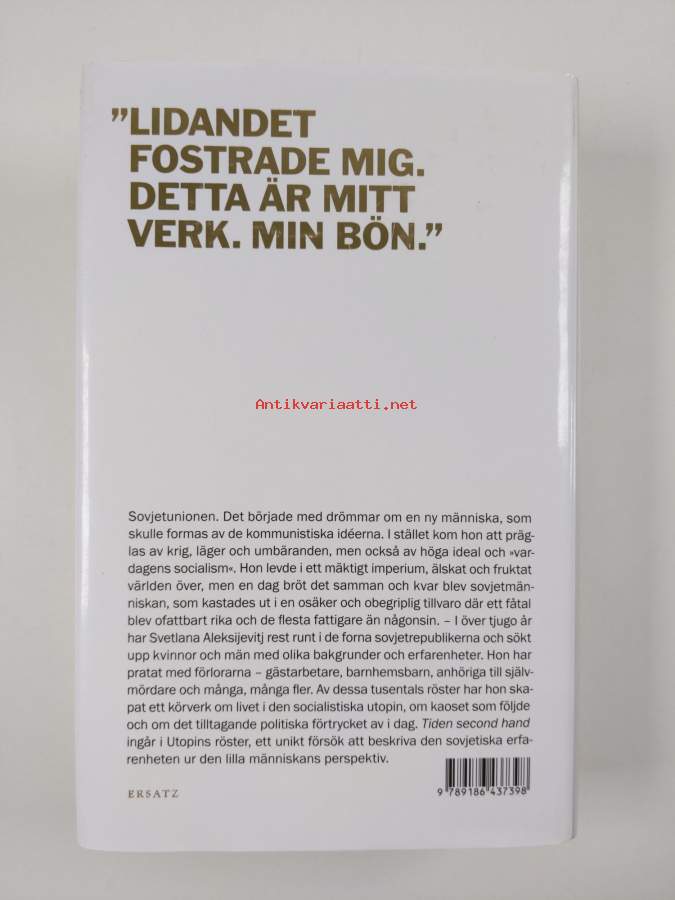 ”LIDANDET
FOSTRADE MIG.
DETTA ÄR MITT
VERK. MIN BÖN.”
Antikvariaatti.net
Sovjetunionen. Det började med drömmar om en ny människa, som
skulle formas av de kommunistiska idéerna. I stället kom hon att präg-
las av krig, läger och umbäranden, men också av höga ideal och »var-
dagens socialism«. Hon levde i ett mäktigt imperium, älskat och fruktat
världen över, men en dag bröt det samman och kvar blev sovjetmän-
niskan, som kastades ut i en osäker och obegriplig tillvaro där ett fåtal
blev ofattbart rika och de flesta fattigare än någonsin. – I över tjugo år
har Svetlana Aleksijevitj rest runt i de forna sovjetrepublikerna och sökt
upp kvinnor och män med olika bakgrunder och erfarenheter. Hon har
pratat med förlorarna – gästarbetare, barnhemsbarn, anhöriga till själv-
mördare och många, många fler. Av dessa tusentals röster har hon ska-
pat ett körverk om livet i den socialistiska utopin, om kaoset som följde
och om det tilltagande politiska förtrycket av i dag. Tiden second hand
ingår i Utopins röster, ett unikt försök att beskriva den sovjetiska erfa-
renheten ur den lilla människans perspektiv.
ERSATZ
9 789186 437398